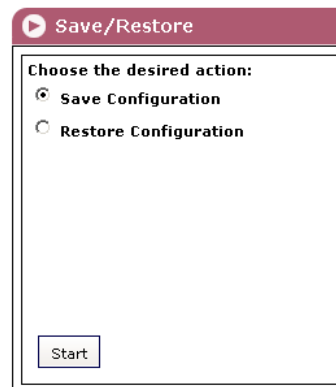 Save/Restore
Choose the desired action:
Save Configuration
Restore Configuration
Start